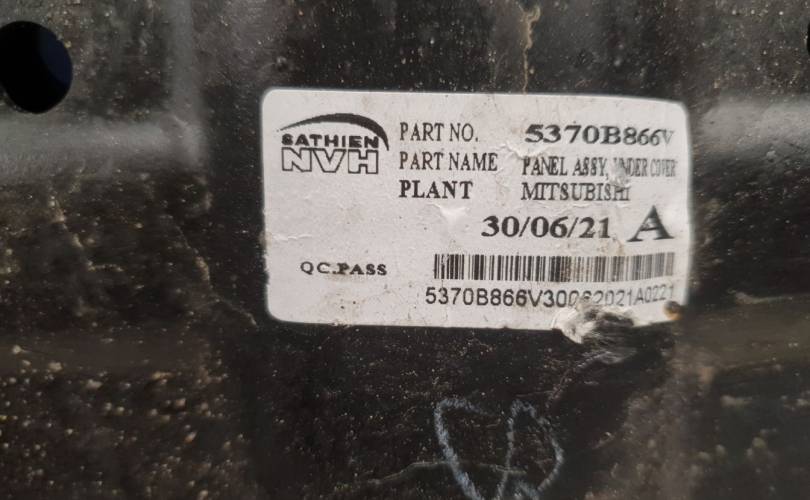 SATHIEN
NVH
PART NO. 5370B866V
PART NAME PANEL ASSY, UNDER COVER
PLANT MITSUBISHI
30/06/21 A
QC.PASS
5370B866V30062021A0221